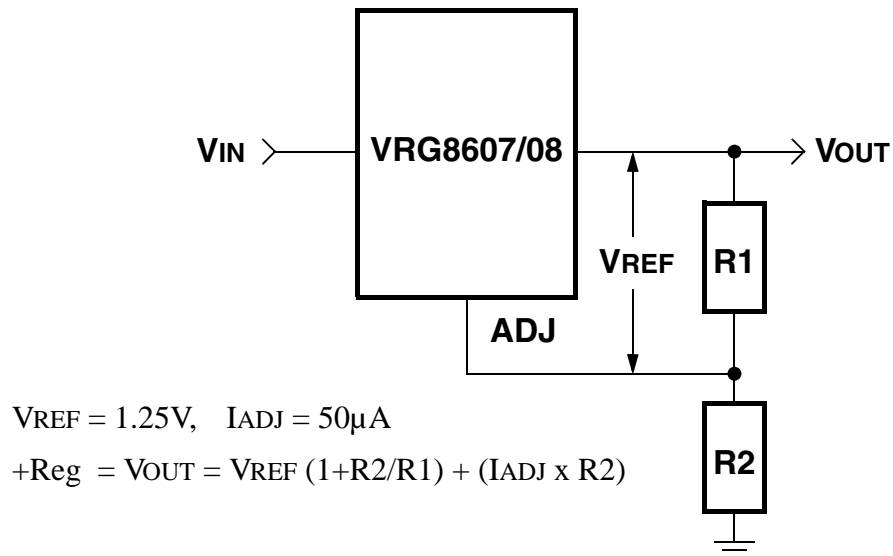 VIN
VRG8607/08
VOUT
VREF
R1
ADJ
VREF = 1.25V, IADJ = 50µA
+Reg = VOUT = VREF (1+R2/R1) + (IADJ x R2)
R2